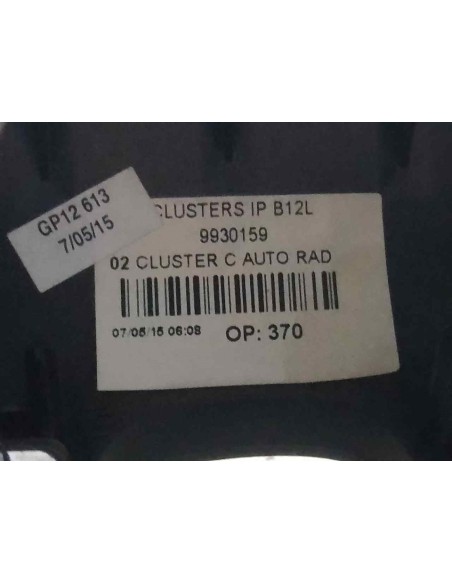 GP12 613
7/05/15
CLUSTERS IP B12L
9930159
02 CLUSTER C AUTO RAD
07/05/15 06:08 OP: 370